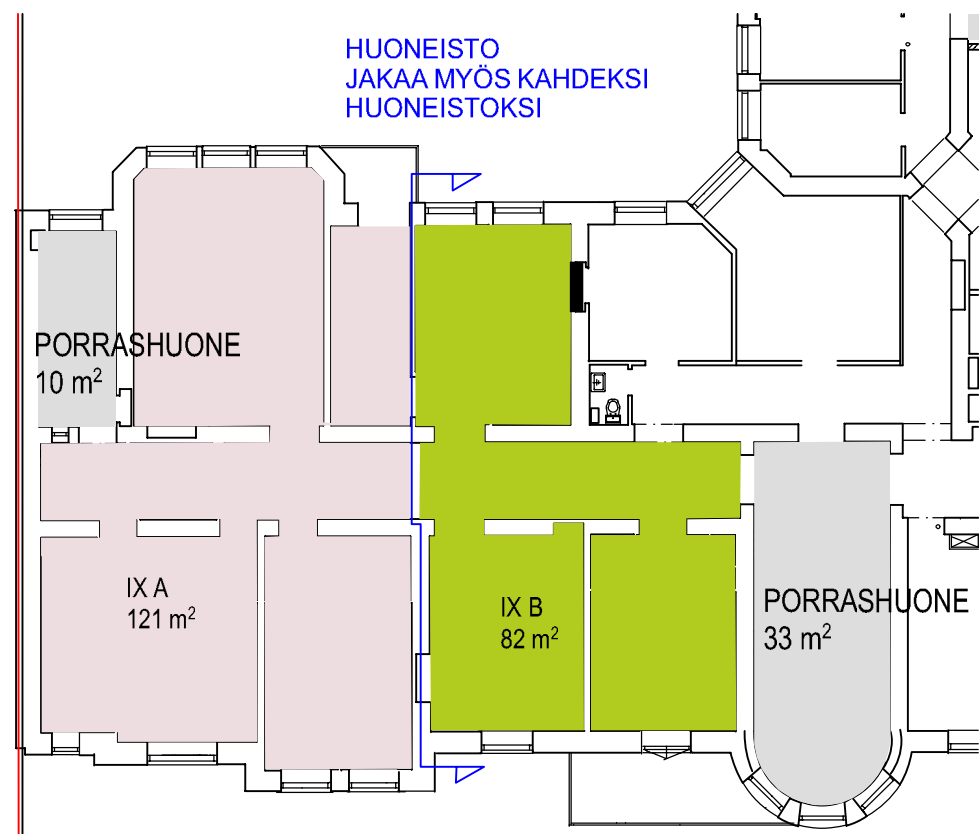 HUONEISTO
JAKAA MYÖS KAHDEKSI
HUONEISTOKSI
PORRASHUONE
10 m²
IX A
121 m²
IX B
82 m²
PORRASHUONE
33 m²